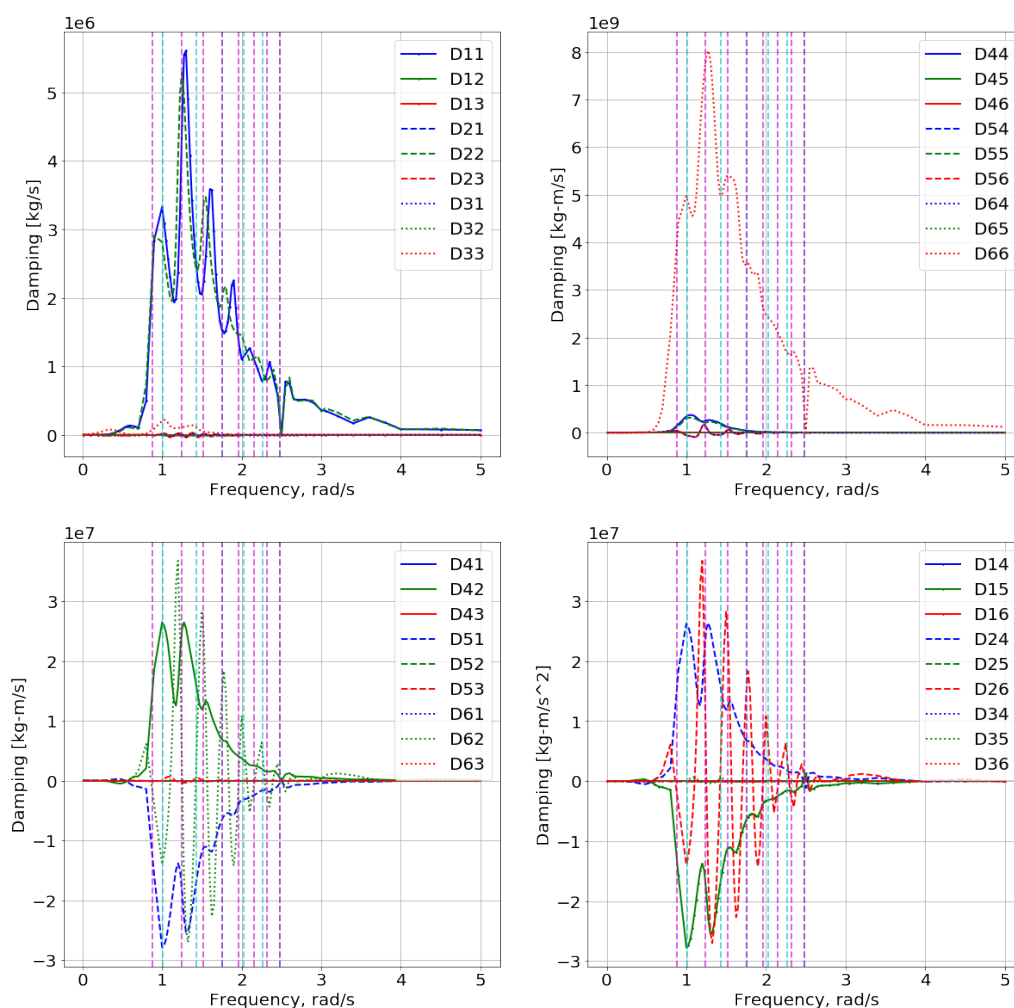 1e6
D11
D12
D13
D21
D22
D23
D31
D32
D33
5
4
3
2
1
0
Damping [kg/s]
0 1 2 3 4 5
Frequency, rad/s
1e9
D44
D45
D46
D54
D55
D56
D64
D65
D66
8
7
6
5
4
3
2
1
0
Damping [kg-m/s]
0 1 2 3 4 5
Frequency, rad/s
1e7
D41
D42
D43
D51
D52
D53
D61
D62
D63
3
2
1
0
−1
−2
−3
Damping [kg-m/s]
0 1 2 3 4 5
Frequency, rad/s
1e7
D14
D15
D16
D24
D25
D26
D34
D35
D36
3
2
1
0
−1
−2
−3
Damping [kg-m/s^2]
0 1 2 3 4 5
Frequency, rad/s